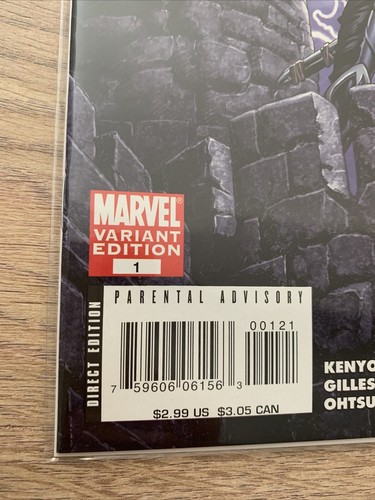 MARVEL®
VARIANT
EDITION
1
DIRECT EDITION
PARENTAL ADVISORY
00121
7 59606 06156 3
$2.99 US $3.05 CAN
KENYO
GILLES
OHTSU